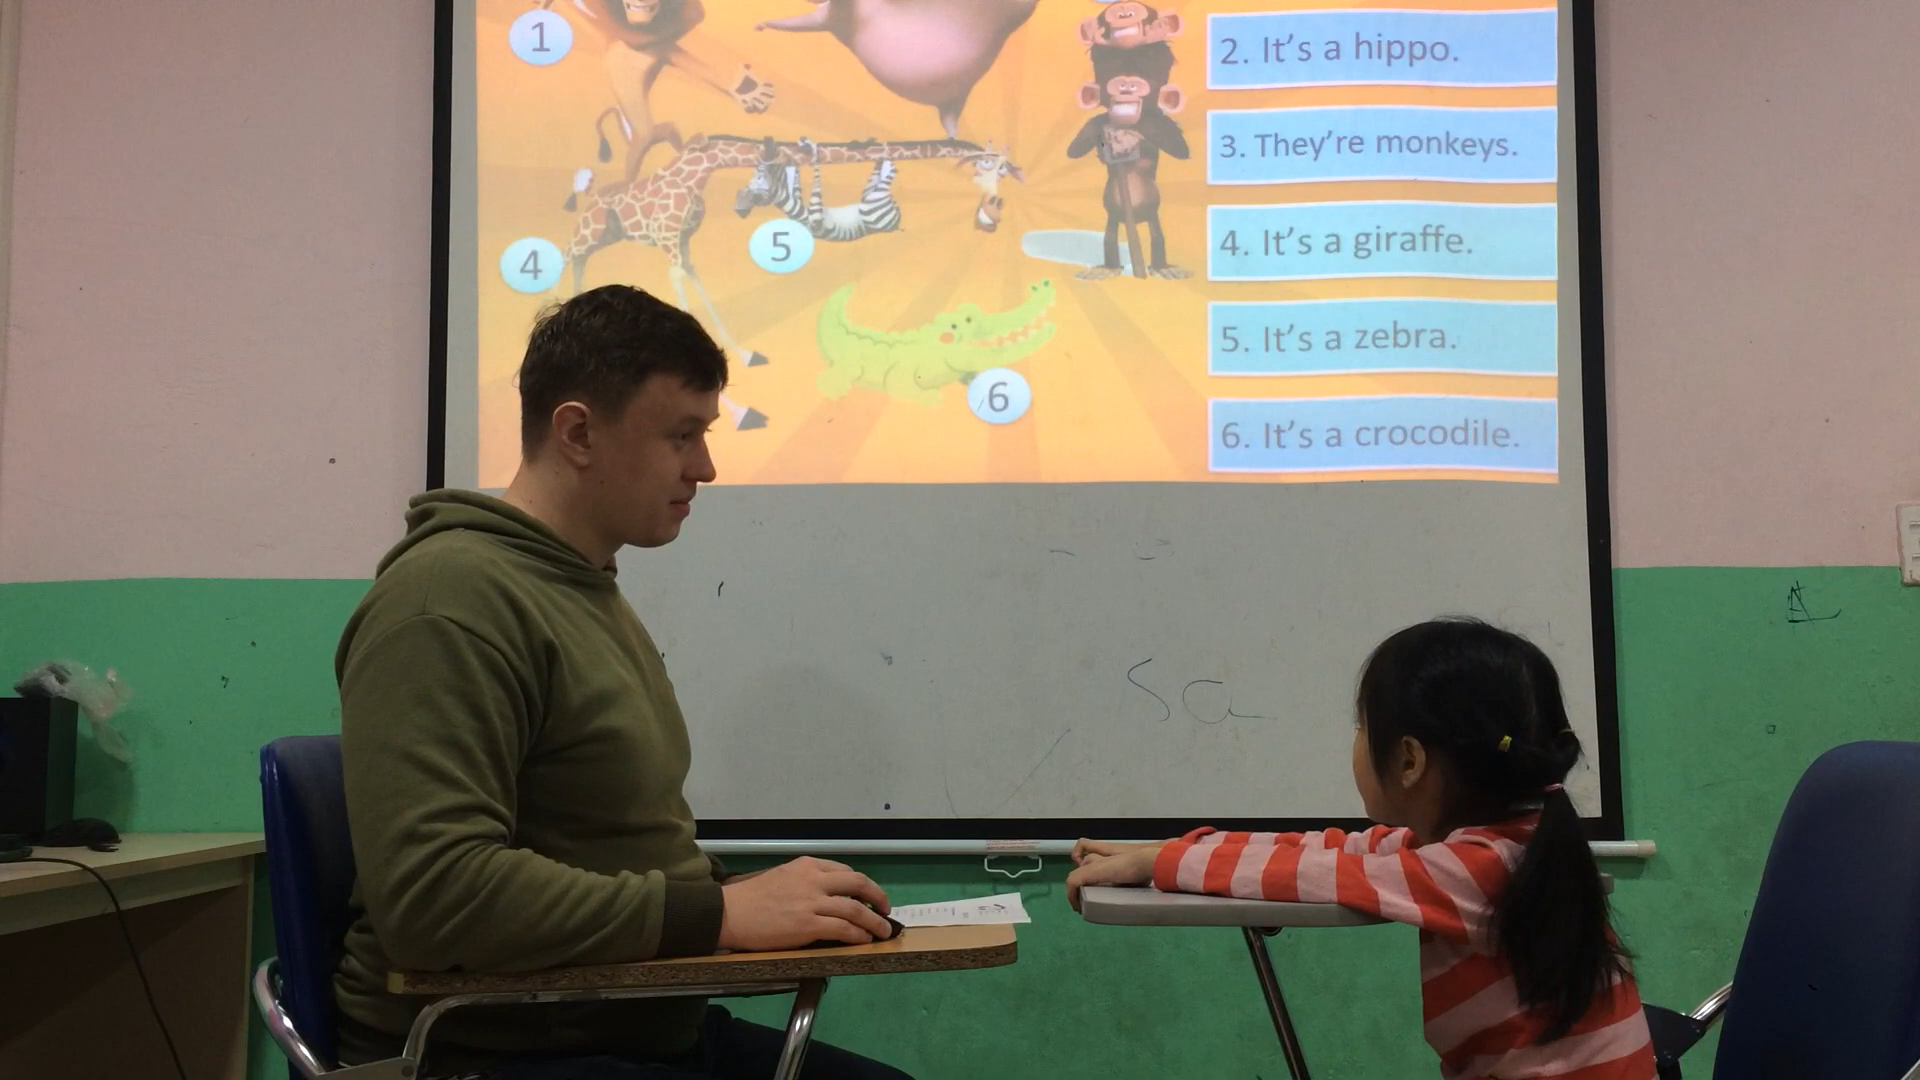 1
2. It's a hippo.
3. They're monkeys.
4
5
4. It's a giraffe.
5. It's a zebra.
6
6. It's a crocodile.
Sa